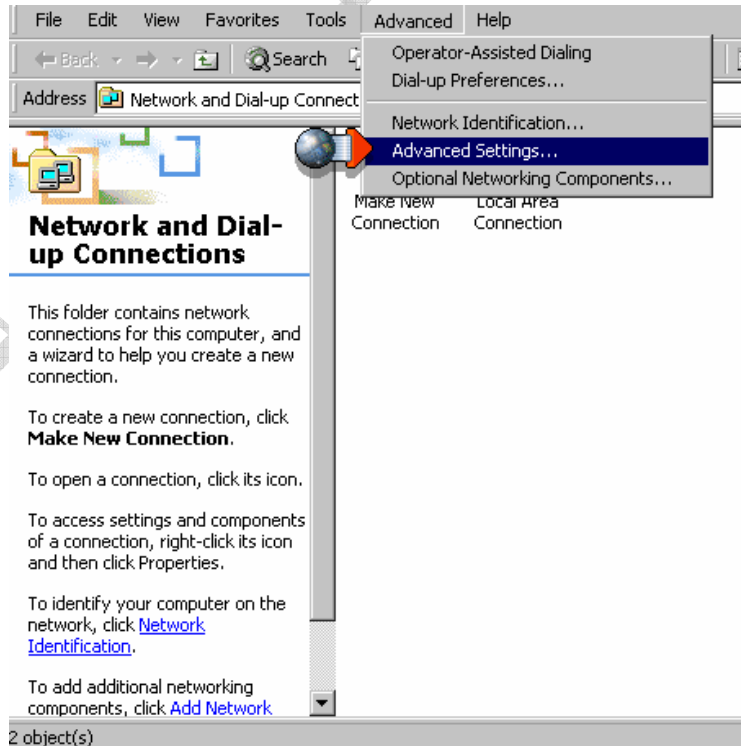 File Edit View Favorites Tools Advanced Help
Back Search
Address Network and Dial-up Connect
Operator-Assisted Dialing
Dial-up Preferences...
Network Identification...
Advanced Settings...
Optional Networking Components...
Make New Connection
Local Area Connection
Network and Dial-
up Connections
This folder contains network
connections for this computer, and
a wizard to help you create a new
connection.
To create a new connection, click
Make New Connection.
To open a connection, click its icon.
To access settings and components
of a connection, right-click its icon
and then click Properties.
To identify your computer on the
network, click Network
Identification.
To add additional networking
components, click Add Network
2 object(s)